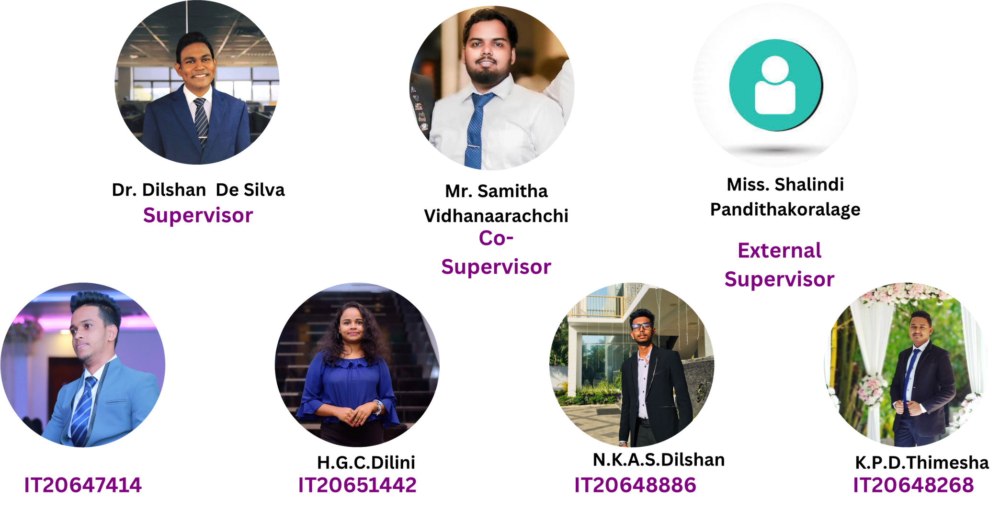 Dr. Dilshan  De Silva
Supervisor
Mr. Samitha
Vidhanaarachchi
Co-
Supervisor
Miss. Shalindi
Pandithakoralage
External
Supervisor
IT20647414
H.G.C.Dilini
IT20651442
N.K.A.S.Dilshan
IT20648886
K.P.D.Thimesha
IT20648268